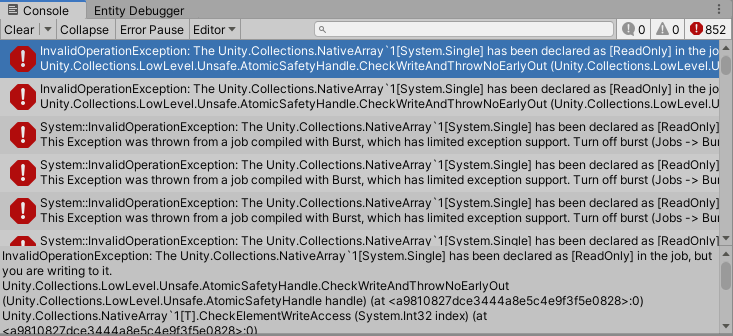 Console Entity Debugger
Clear Collapse Error Pause Editor 0 0 852
InvalidOperationException: The Unity.Collections.NativeArray`1[System.Single] has been declared as [ReadOnly] in the jo
Unity.Collections.LowLevel.Unsafe.AtomicSafetyHandle.CheckWriteAndThrowNoEarlyOut (Unity.Collections.LowLevel.U
InvalidOperationException: The Unity.Collections.NativeArray`1[System.Single] has been declared as [ReadOnly] in the jo
Unity.Collections.LowLevel.Unsafe.AtomicSafetyHandle.CheckWriteAndThrowNoEarlyOut (Unity.Collections.LowLevel.U
System::InvalidOperationException: The Unity.Collections.NativeArray`1[System.Single] has been declared as [ReadOnly]
This Exception was thrown from a job compiled with Burst, which has limited exception support. Turn off burst (Jobs -> Bur
System::InvalidOperationException: The Unity.Collections.NativeArray`1[System.Single] has been declared as [ReadOnly]
This Exception was thrown from a job compiled with Burst, which has limited exception support. Turn off burst (Jobs -> Bur
System::InvalidOperationException: The Unity.Collections.NativeArray`1[System.Single] has been declared as [ReadOnly]
This Exception was thrown from a job compiled with Burst, which has limited exception support. Turn off burst (Jobs -> Bur
System::InvalidOperationException: The Unity.Collections.NativeArray`1[System.Single] has been declared as [ReadOnly]
InvalidOperationException: The Unity.Collections.NativeArray`1[System.Single] has been declared as [ReadOnly] in the job, but
you are writing to it.
Unity.Collections.LowLevel.Unsafe.AtomicSafetyHandle.CheckWriteAndThrowNoEarlyOut
(Unity.Collections.LowLevel.Unsafe.AtomicSafetyHandle handle) (at <a9810827dce3444a8e5c4e9f3f5e0828>:0)
Unity.Collections.NativeArray`1[T].CheckElementWriteAccess (System.Int32 index) (at
<a9810827dce3444a8e5c4e9f3f5e0828>:0)